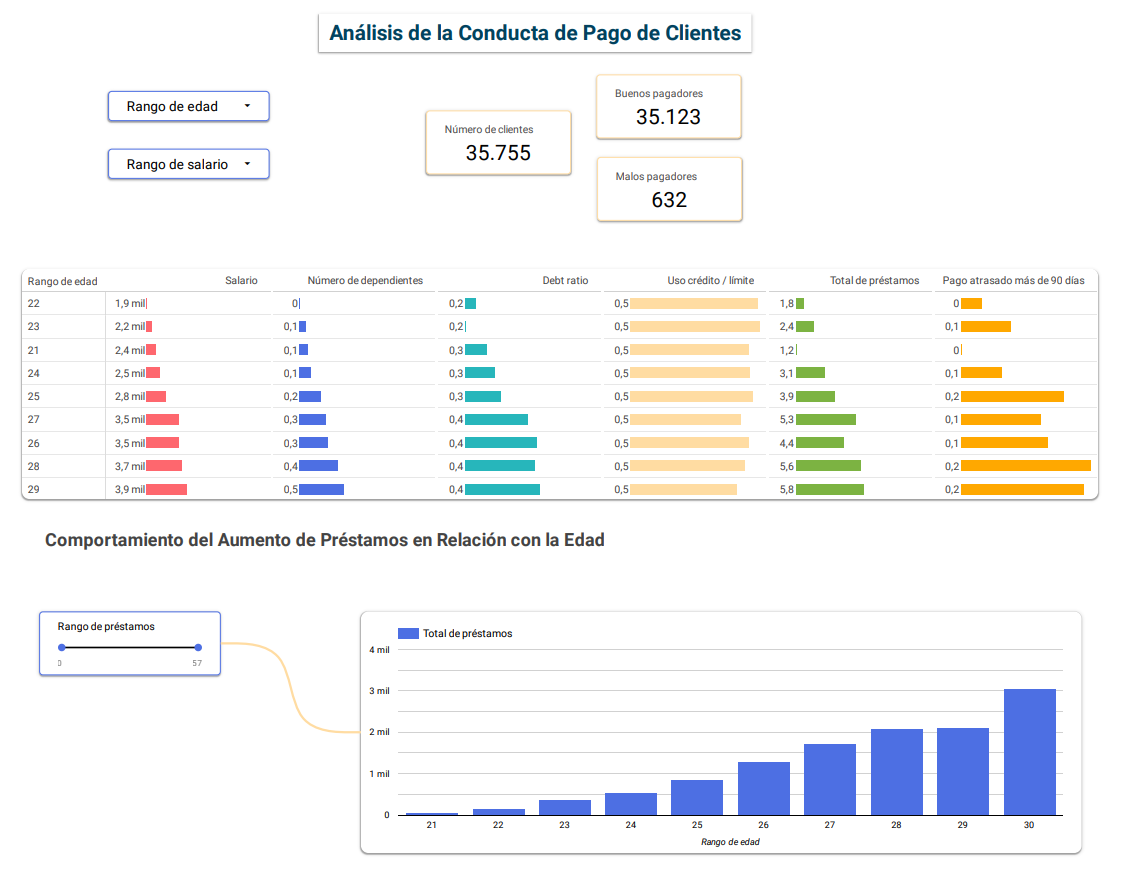 Análisis de la Conducta de Pago de Clientes
Rango de edad
Rango de salario
Número de clientes
35.755
Buenos pagadores
35.123
Malos pagadores
632
Rango de edad Salario Número de dependientes Debt ratio Uso crédito / límite Total de préstamos Pago atrasado más de 90 días
22 1,9 mil 0 0,2 0,5 1,8 0
23 2,2 mil 0,1 0,2 0,5 2,4 0,1
21 2,4 mil 0,1 0,3 0,5 1,2 0
24 2,5 mil 0,1 0,3 0,5 3,1 0,1
25 2,8 mil 0,2 0,3 0,5 3,9 0,2
27 3,5 mil 0,3 0,4 0,5 5,3 0,1
26 3,5 mil 0,3 0,4 0,5 4,4 0,1
28 3,7 mil 0,4 0,4 0,5 5,6 0,2
29 3,9 mil 0,5 0,4 0,5 5,8 0,2
Comportamiento del Aumento de Préstamos en Relación con la Edad
Rango de préstamos
0 57
Total de préstamos
4 mil
3 mil
2 mil
1 mil
0
21 22 23 24 25 26 27 28 29 30
Rango de edad